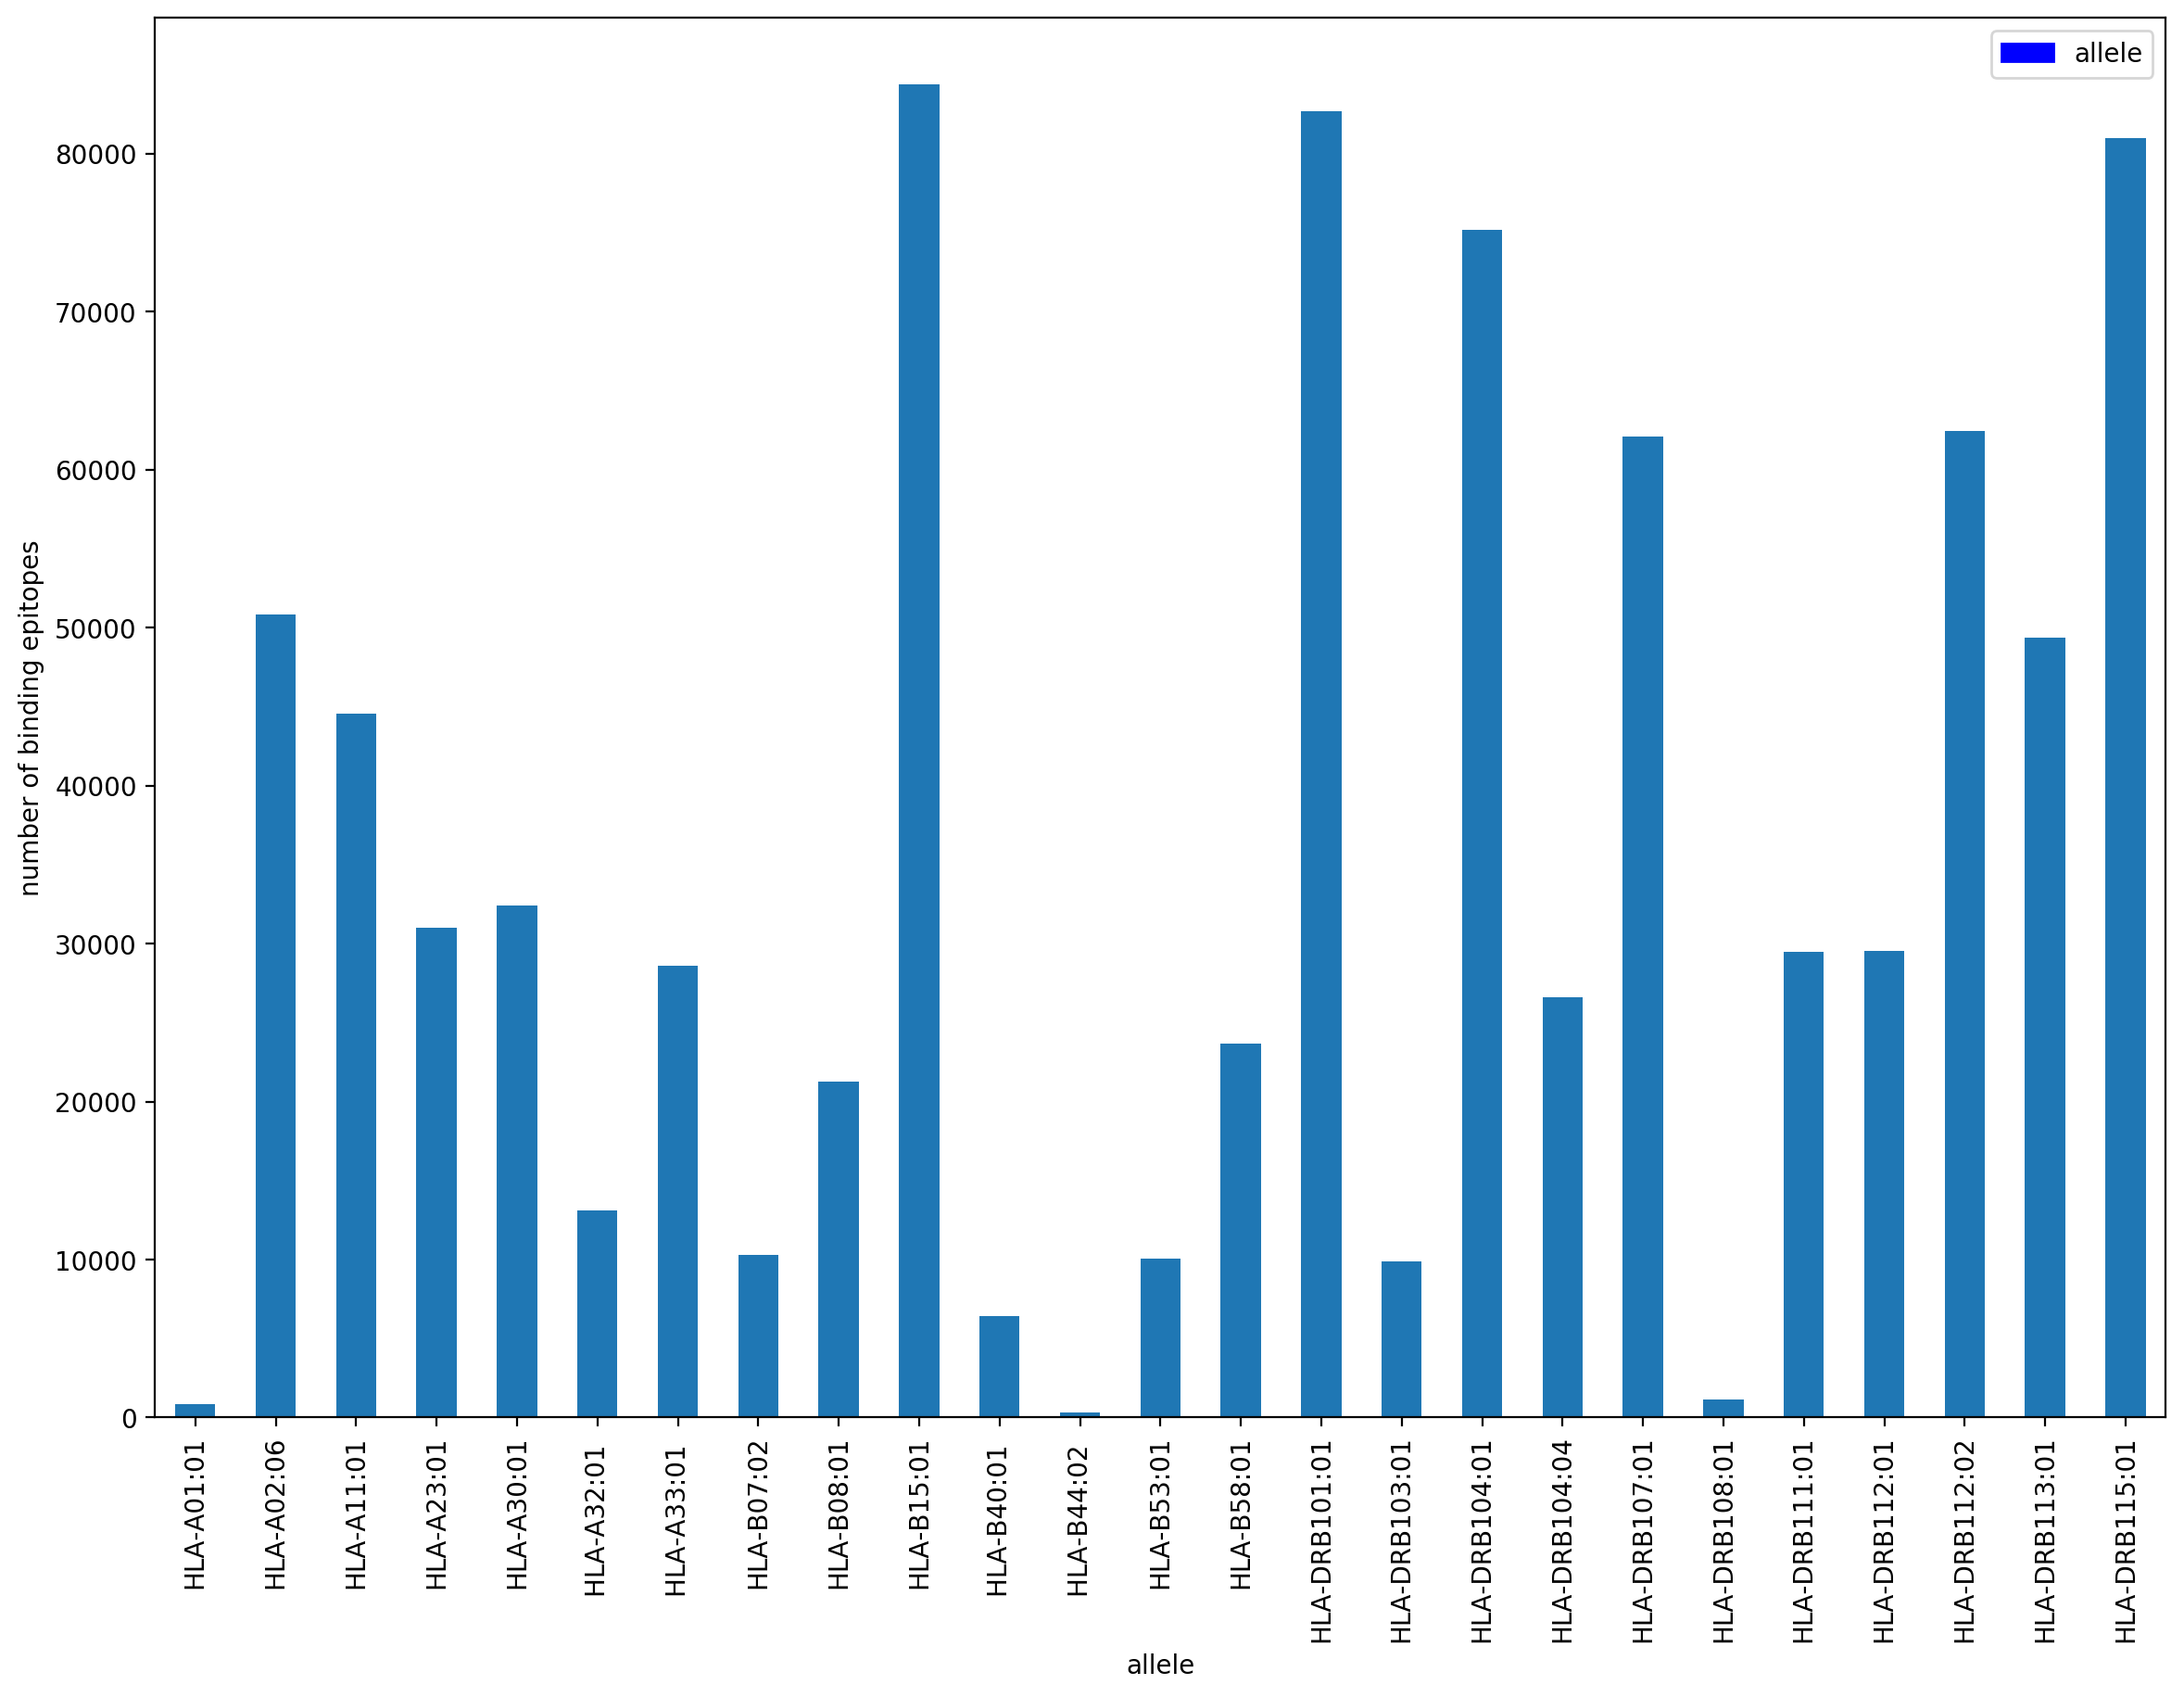 allele
number of binding epitopes
80000
70000
60000
50000
40000
30000
20000
10000
0
HLA-A01:01
HLA-A02:06
HLA-A11:01
HLA-A23:01
HLA-A30:01
HLA-A32:01
HLA-A33:01
HLA-B07:02
HLA-B08:01
HLA-B15:01
HLA-B40:01
HLA-B44:02
HLA-B53:01
HLA-B58:01
HLA-DRB101:01
HLA-DRB103:01
HLA-DRB104:01
HLA-DRB104:04
HLA-DRB107:01
HLA-DRB108:01
HLA-DRB111:01
HLA-DRB112:01
HLA-DRB112:02
HLA-DRB113:01
HLA-DRB115:01
allele